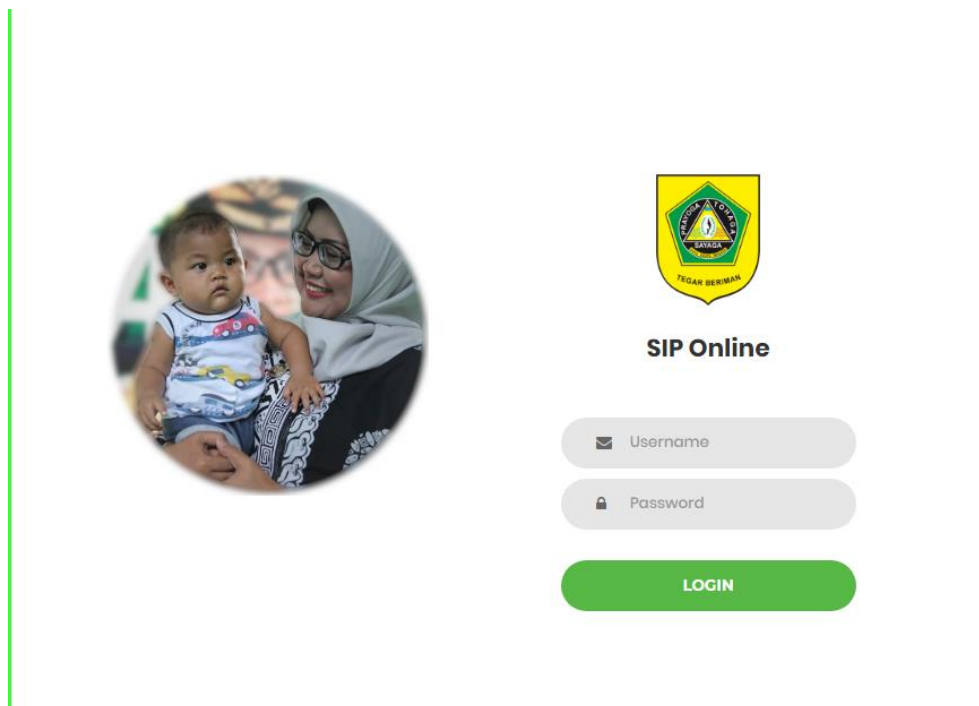 PRAYOGA TOHAGA
SAYAGA
TEGAR BERIMAN
SIP Online
Username
Password
LOGIN